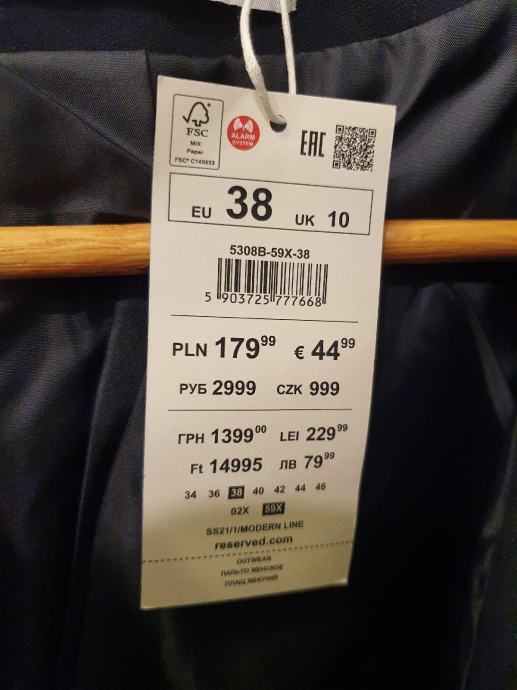 FSC
MIX
Paper
FSC® C140533
ALARM
SYSTEM
EAC
EU 38 UK 10
5308B-59X-38
5 903725 777668
PLN 179⁹⁹ € 44⁹⁹
РУБ 2999 CZK 999
ГРН 1399⁰⁰ LEI 229⁹⁹
Ft 14995 ЛВ 79⁹⁹
34 36 38 40 42 44 46
02X 59X
SS21/1/MODERN LINE
reserved.com
OUTWEAR
ПАЛЬТО ЖЕНСКОЕ
ПЛАЩ ЖІНОЧИЙ